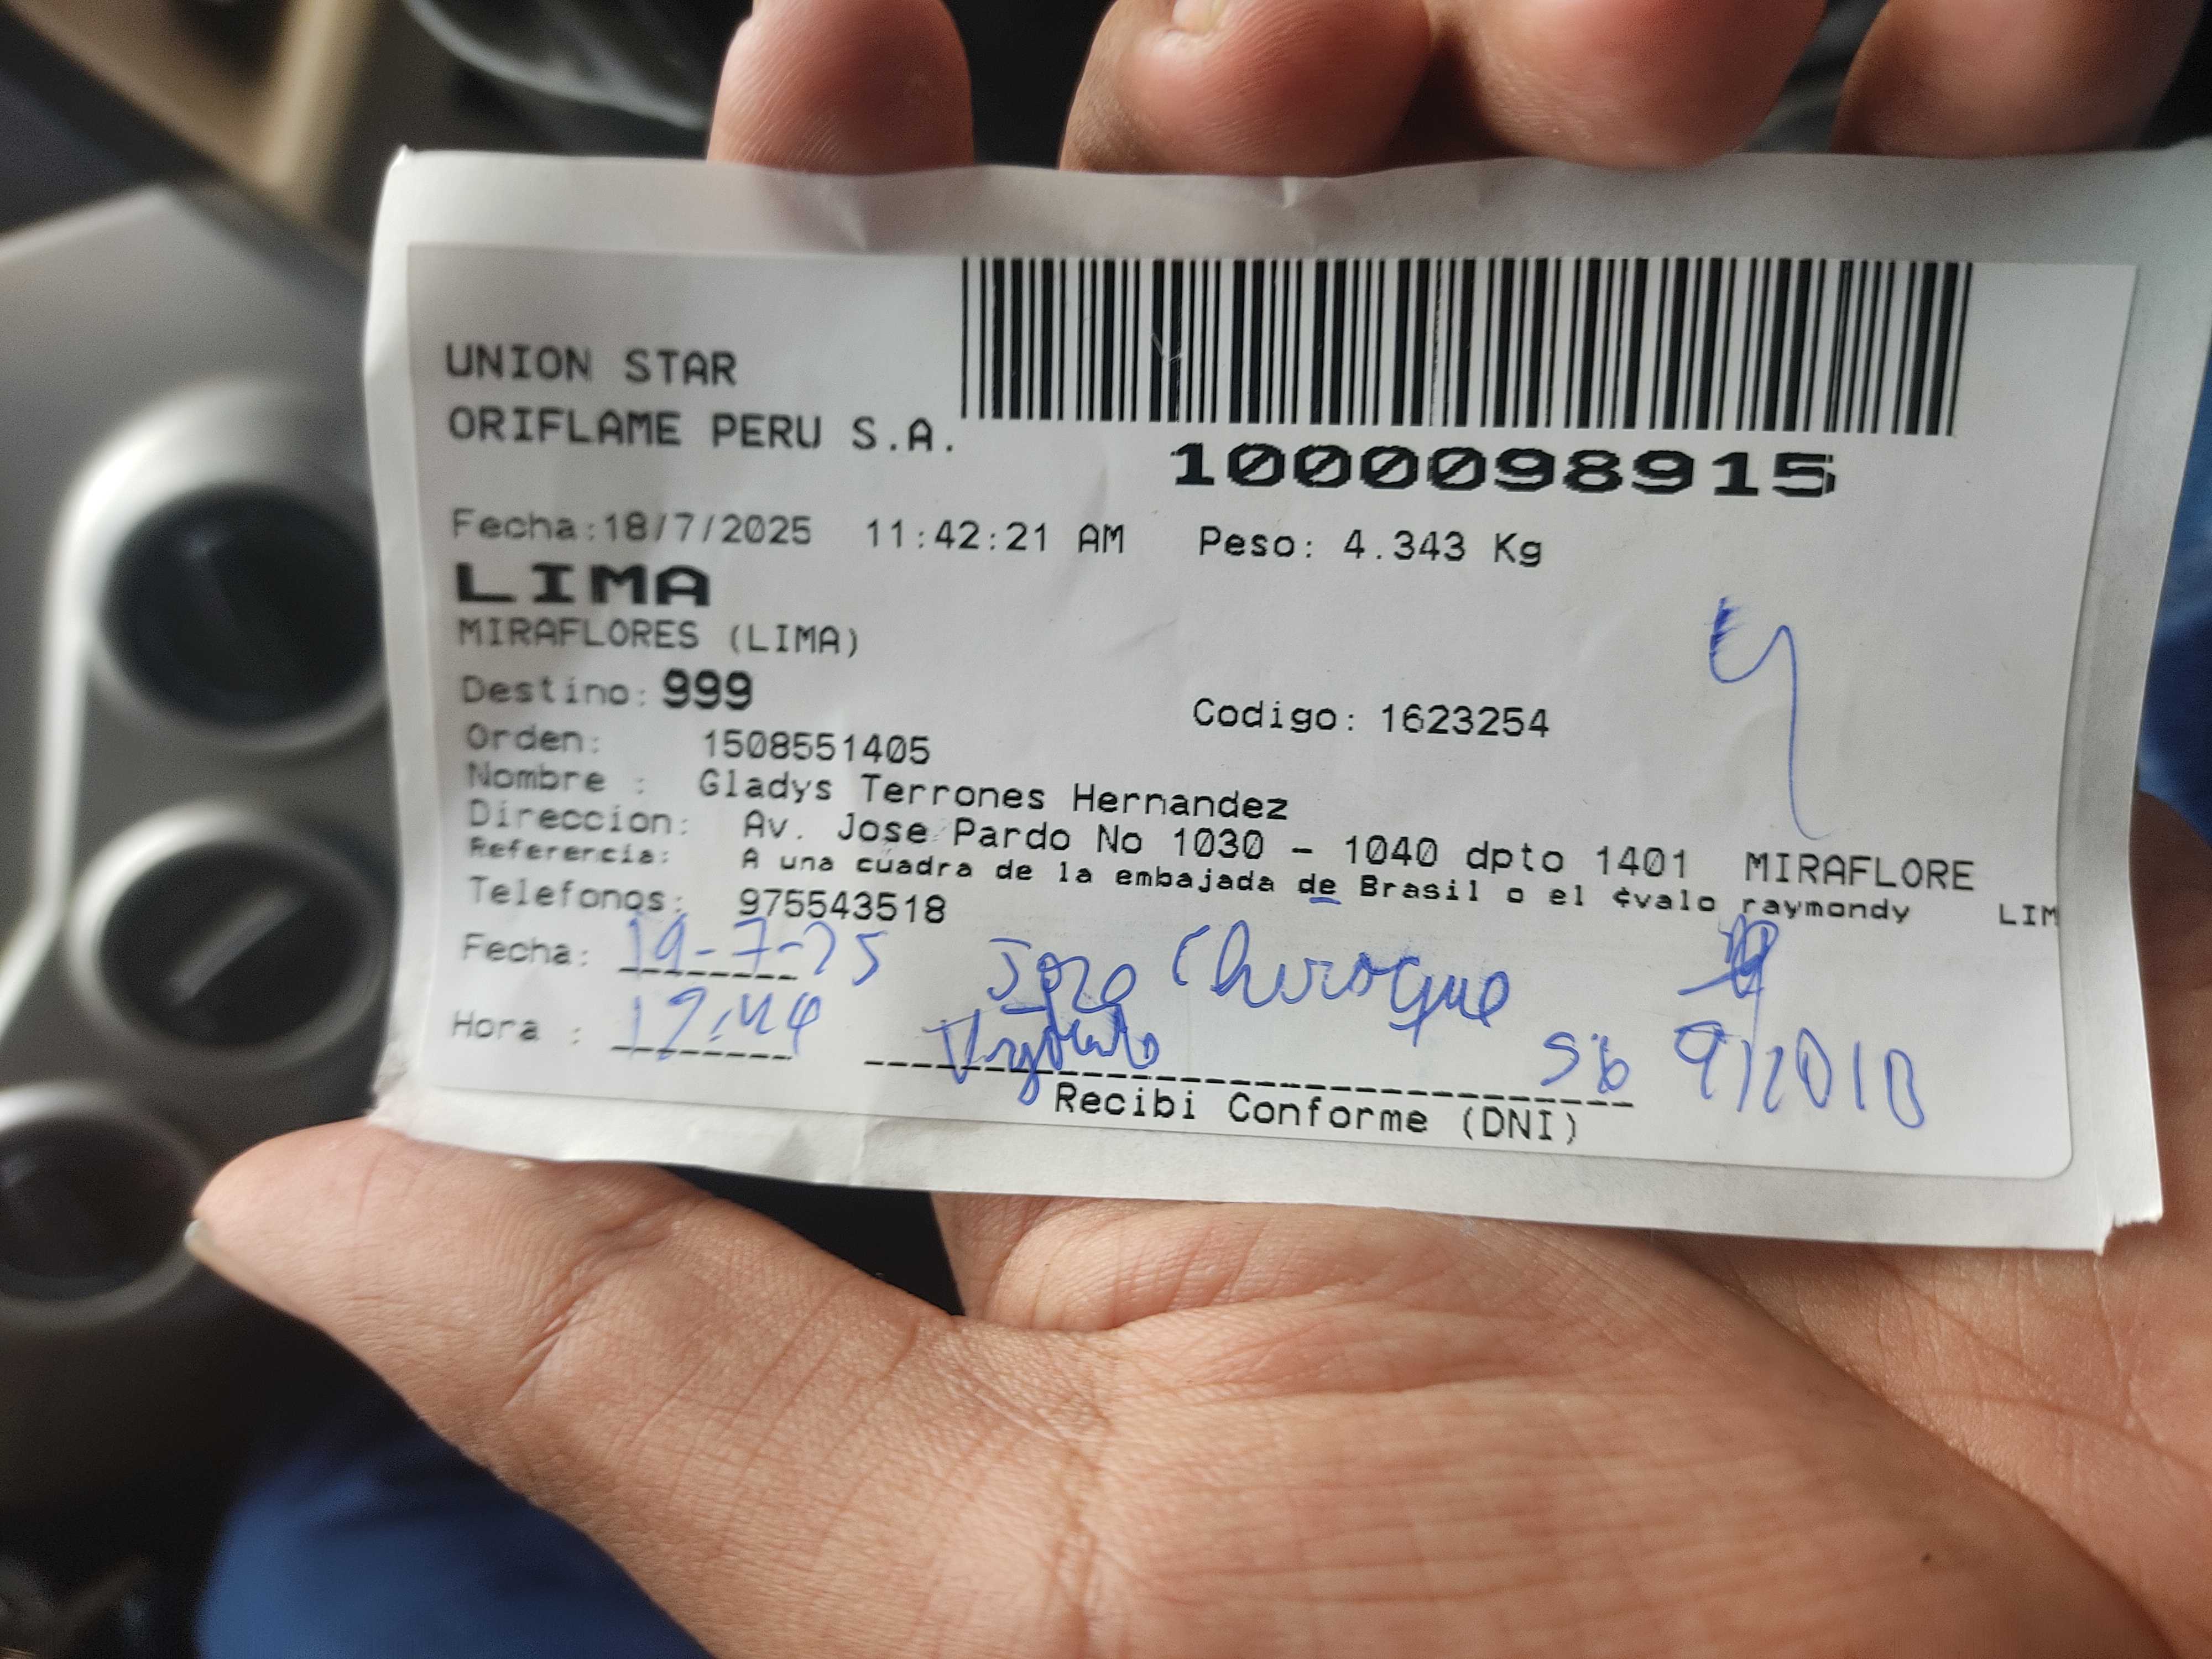 UNION STAR
ORIFLAME PERU S.A.
1000098915
Fecha:18/7/2025 11:42:21 AM Peso: 4.343 Kg
LIMA
MIRAFLORES (LIMA)
Destino: 999
Codigo: 1623254
Orden: 1508551405
Nombre : Gladys Terrones Hernandez
Direccion: Av. Jose Pardo No 1030 - 1040 dpto 1401 MIRAFLORE
Referencia: A una cuadra de la embajada de Brasil o el ¢valo raymondy LIM
Telefonos: 975543518
Fecha: 19-7-25 Chiroque
Hora :
Recibi Conforme (DNI)